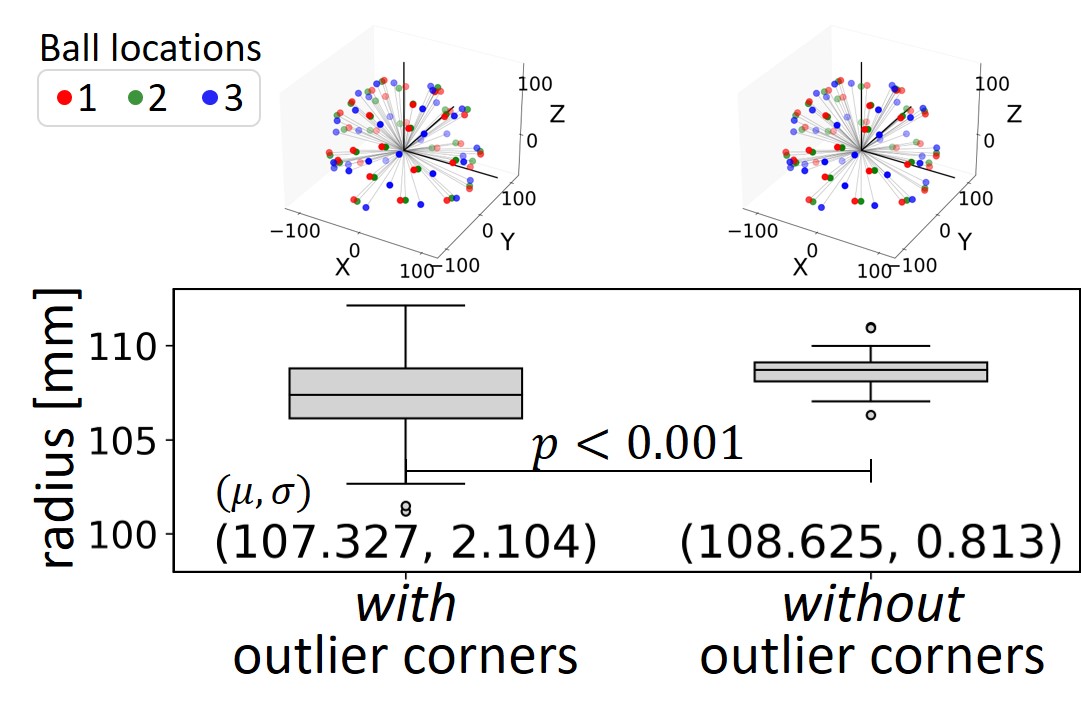 Ball locations
1 2 3
100
Z
0
100
0
Y
−100
0
X
100
−100
100
Z
0
100
0
Y
−100
0
X
100
−100
radius [mm]
110
105
100
p < 0.001
(μ, σ)
(107.327, 2.104)
(108.625, 0.813)
with
outlier corners
without
outlier corners